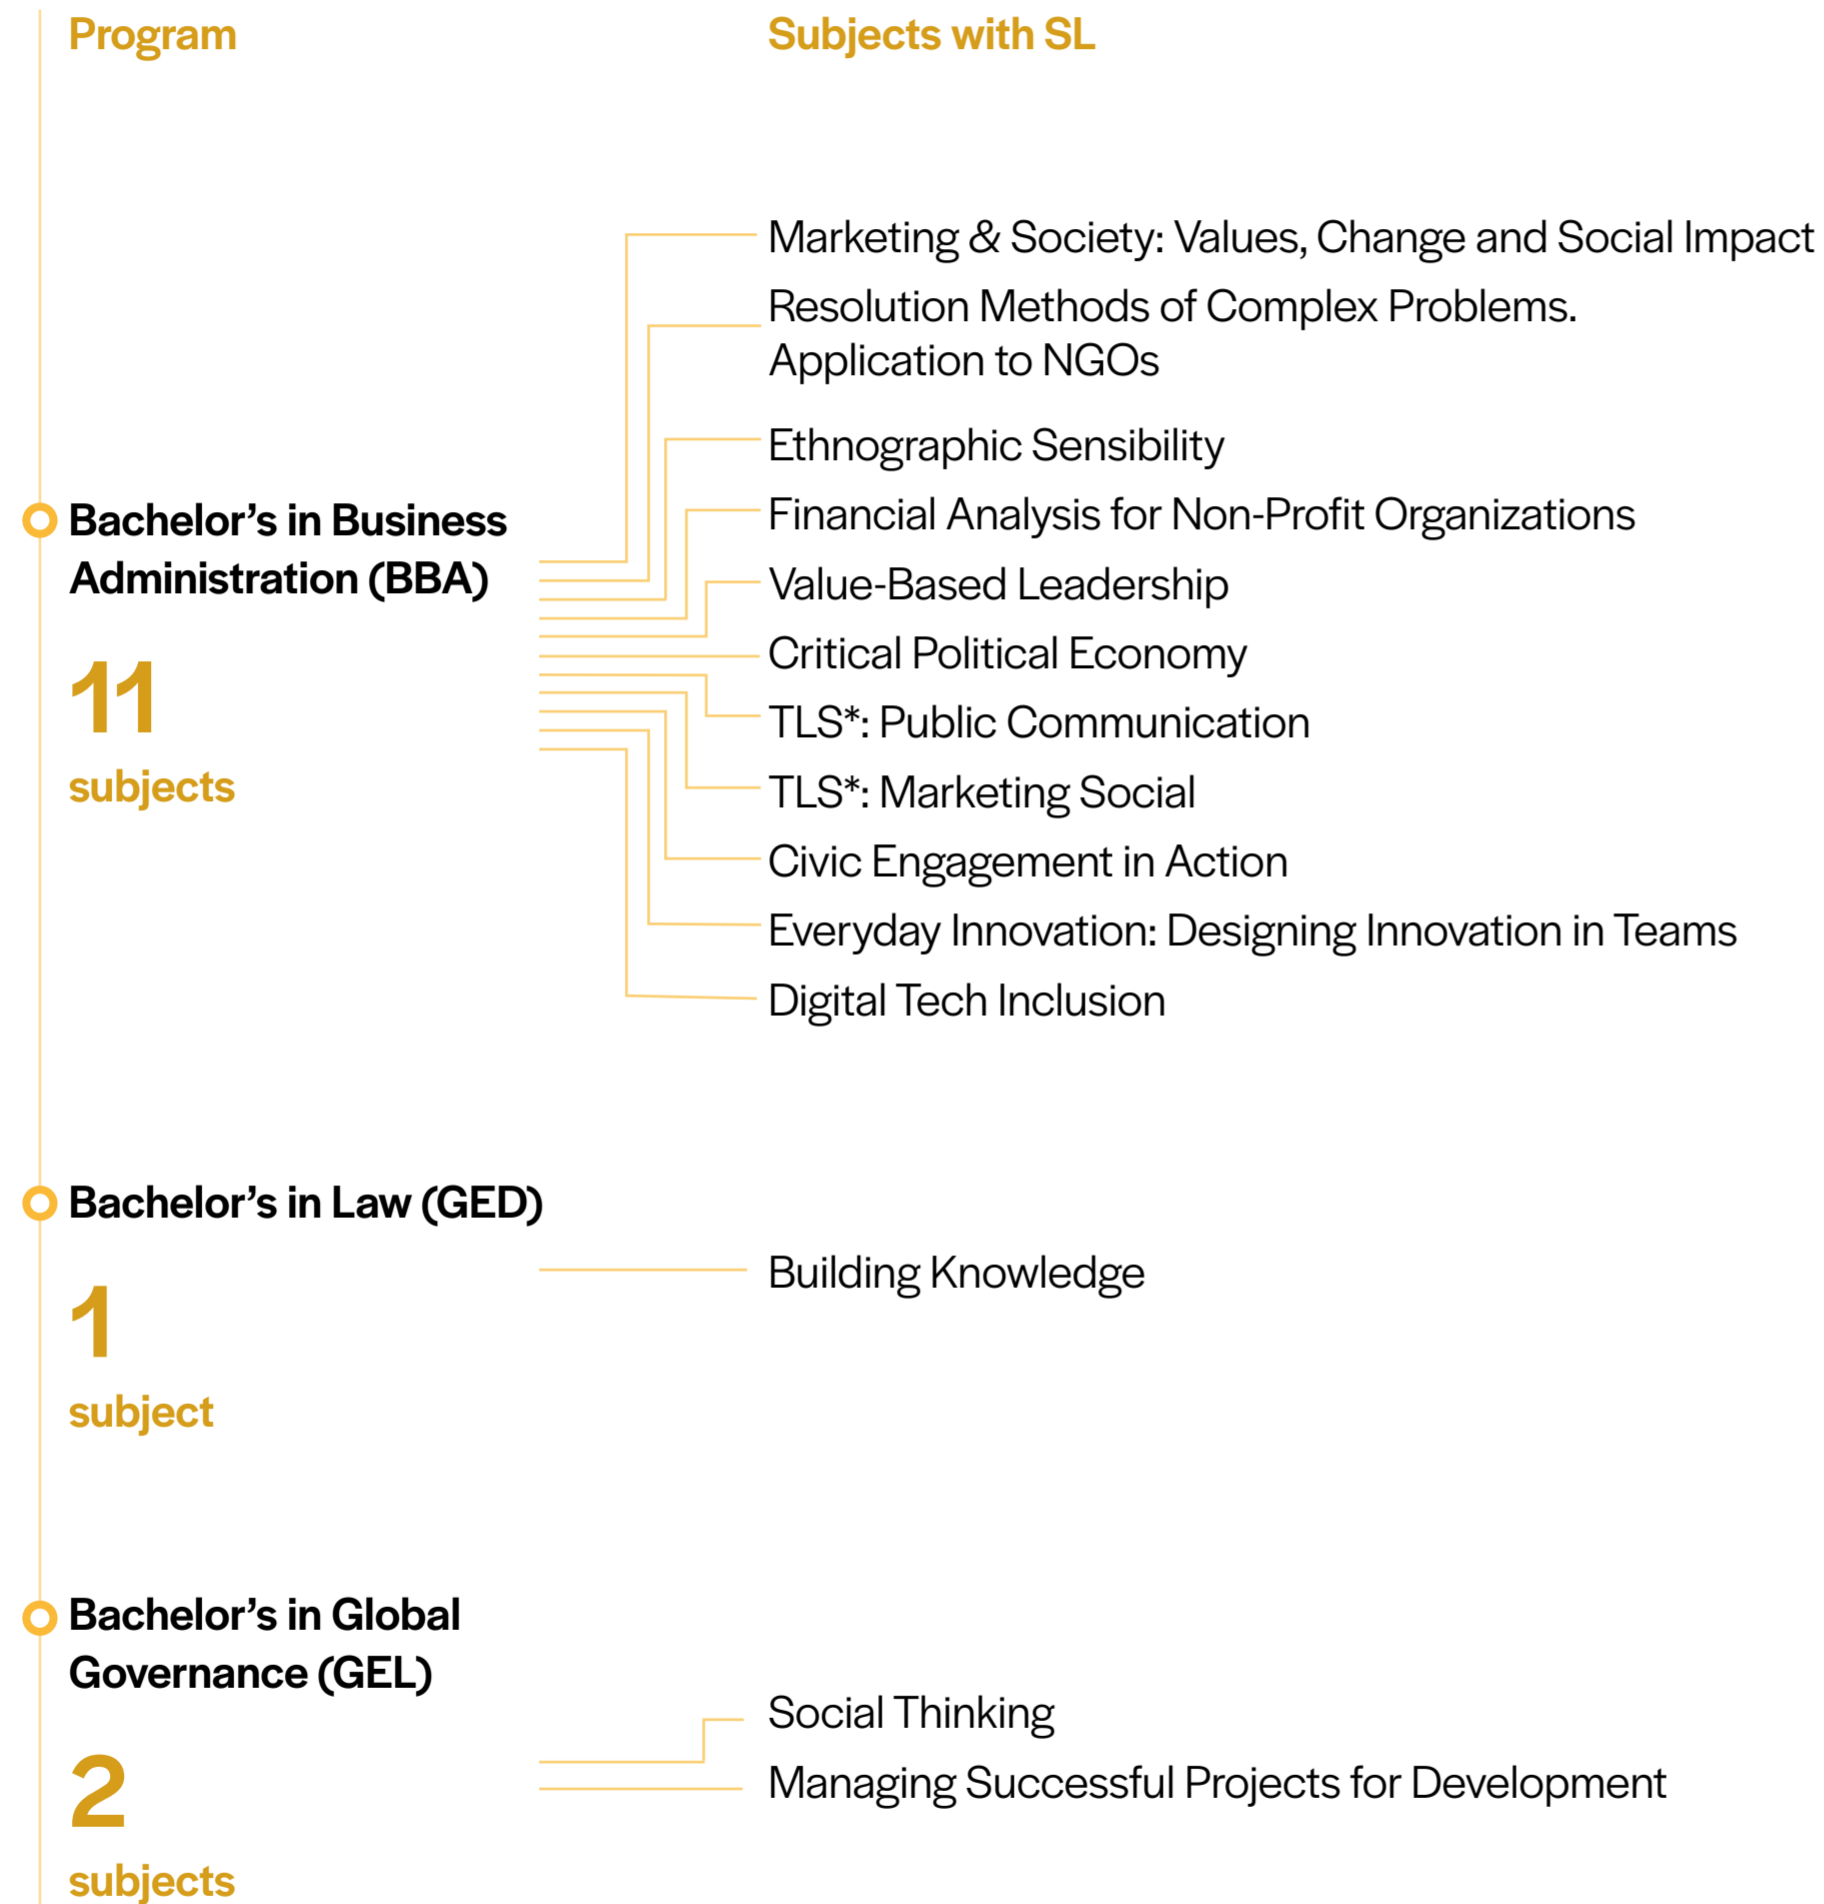 Program
Subjects with SL
Bachelor’s in Business
Administration (BBA)
11
subjects
Marketing & Society: Values, Change and Social Impact
Resolution Methods of Complex Problems.
Application to NGOs
Ethnographic Sensibility
Financial Analysis for Non-Profit Organizations
Value-Based Leadership
Critical Political Economy
TLS*: Public Communication
TLS*: Marketing Social
Civic Engagement in Action
Everyday Innovation: Designing Innovation in Teams
Digital Tech Inclusion
Bachelor’s in Law (GED)
1
subject
Building Knowledge
Bachelor’s in Global
Governance (GEL)
2
subjects
Social Thinking
Managing Successful Projects for Development